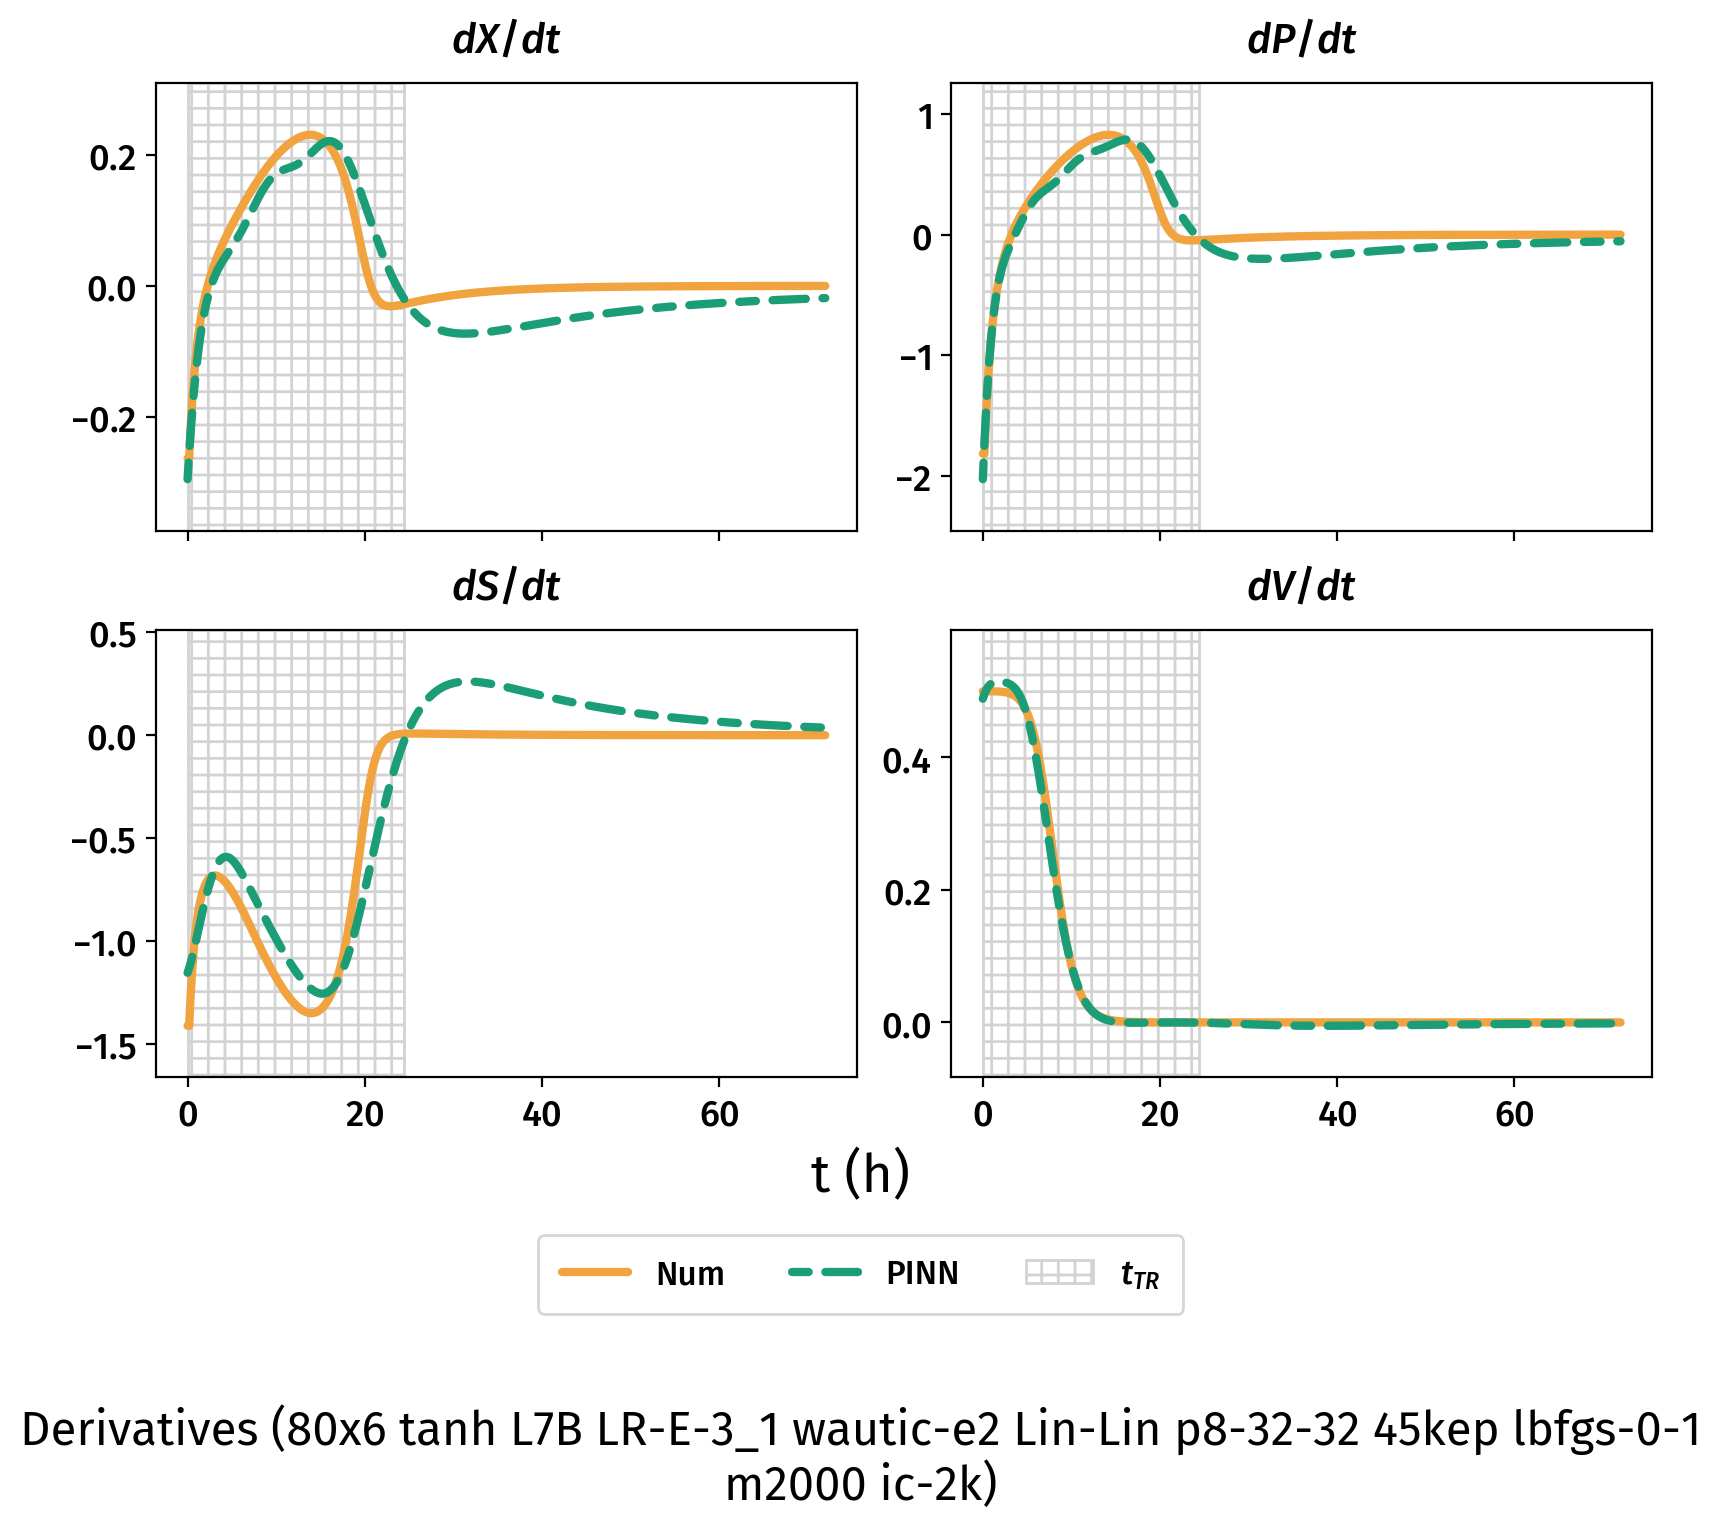 dX/dt
dP/dt
0.2
0.0
−0.2
1
0
−1
−2
dS/dt
dV/dt
0.5
0.0
−0.5
−1.0
−1.5
0.4
0.2
0.0
0 20 40 60
0 20 40 60
t (h)
Num PINN t_TR
Derivatives (80x6 tanh L7B LR-E-3_1 wautic-e2 Lin-Lin p8-32-32 45kep lbfgs-0-1
m2000 ic-2k)